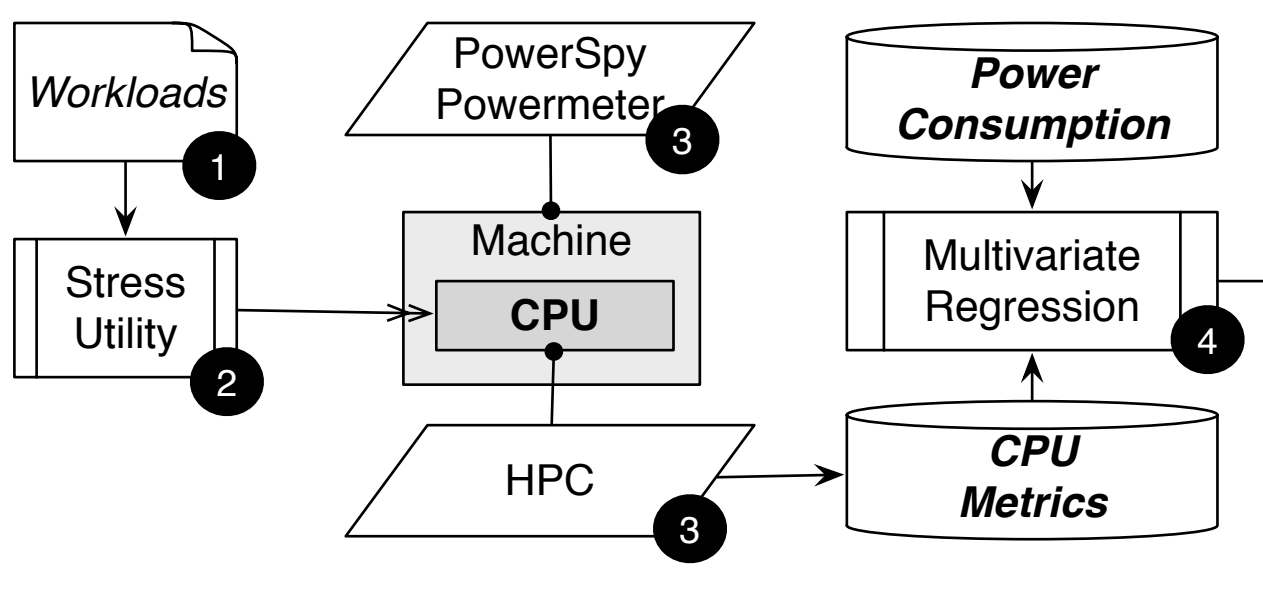 Workloads
1
Stress
Utility
2
PowerSpy
Powermeter
3
Machine
CPU
HPC
3
Power
Consumption
Multivariate
Regression
4
CPU
Metrics